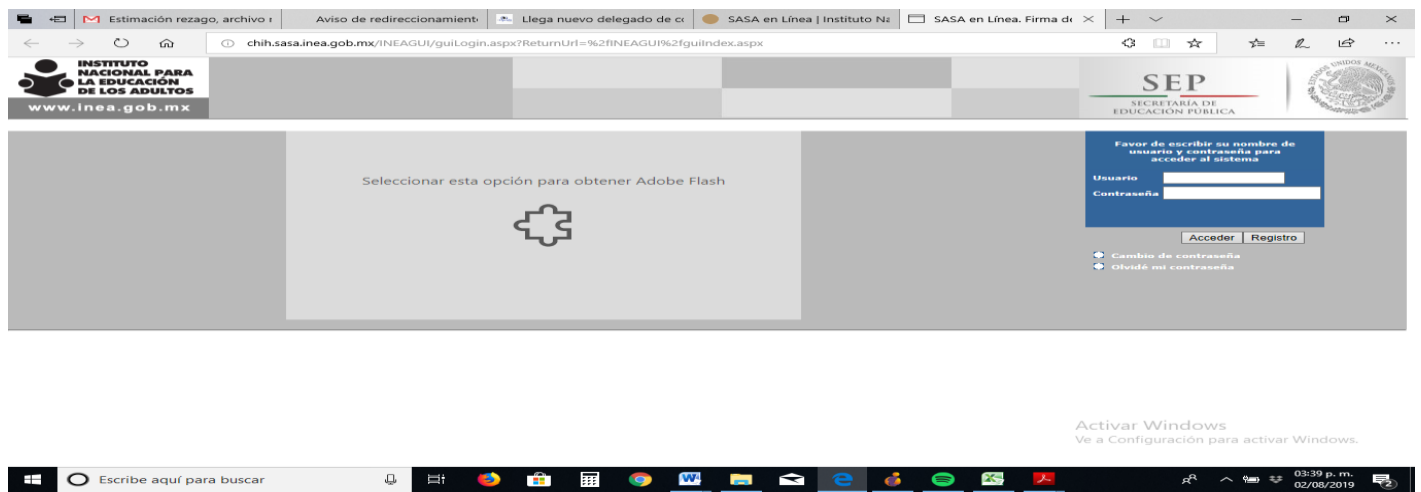 Estimación rezago, archivo r
Aviso de redireccionamient
Llega nuevo delegado de co
SASA en Línea | Instituto Na
SASA en Línea. Firma de
chih.sasa.inea.gob.mx/INEAGUI/guiLogin.aspx?ReturnUrl=%2fINEAGUI%2fguiIndex.aspx
INSTITUTO
NACIONAL PARA
LA EDUCACIÓN
DE LOS ADULTOS
www.inea.gob.mx
SEP
SECRETARÍA DE
EDUCACIÓN PÚBLICA
Favor de escribir su nombre de
usuario y contraseña para
acceder al sistema
Usuario
Contraseña
Acceder Registro
Cambio de contraseña
Olvidé mi contraseña
Seleccionar esta opción para obtener Adobe Flash
Activar Windows
Ve a Configuración para activar Windows.
Escribe aquí para buscar
03:39 p. m.
02/08/2019
2